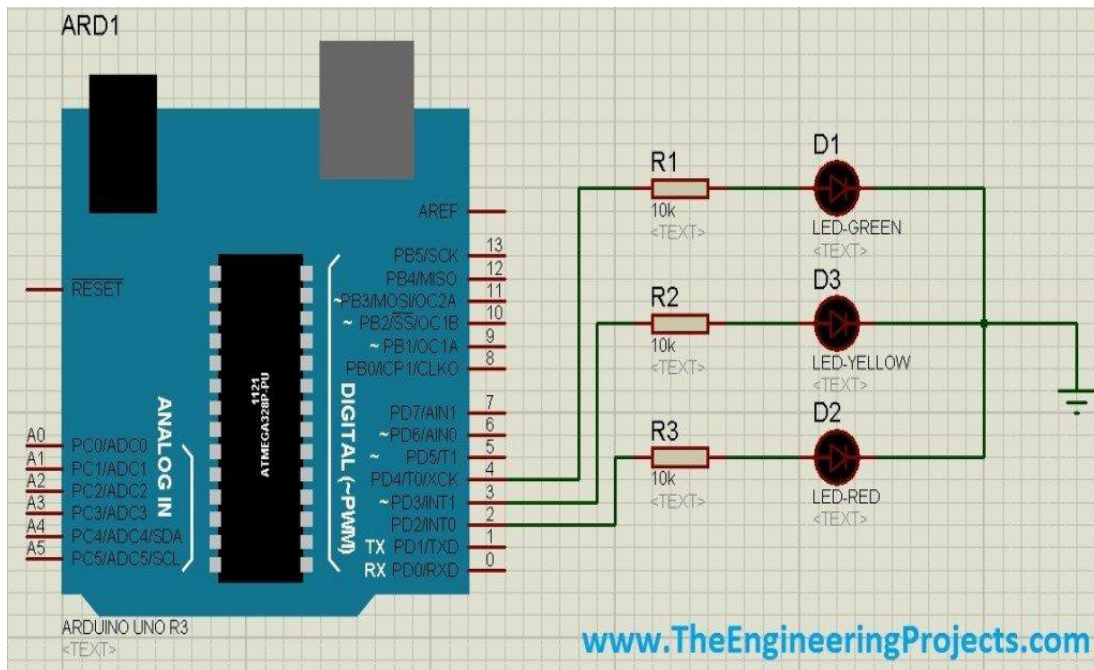 ARD1
AREF
RESET
13
PB5/SCK
12
PB4/MISO
11
~PB3/MOSI/OC2A
10
~ PB2/SS/OC1B
9
~ PB1/OC1A
8
PB0/ICP1/CLKO
7
PD7/AIN1
6
~PD6/AIN0
5
~ PD5/T1
4
PD4/T0/XCK
3
~PD3/INT1
2
PD2/INT0
1
TX PD1/TXD
0
RX PD0/RXD
A0 PC0/ADC0
A1 PC1/ADC1
A2 PC2/ADC2
A3 PC3/ADC3
A4 PC4/ADC4/SDA
A5 PC5/ADC5/SCL
ANALOG IN
1121
ATMEGA328P-PU
DIGITAL (~PWM)
ARDUINO UNO R3
<TEXT>
R1
10k
<TEXT>
D1
LED-GREEN
<TEXT>
R2
10k
<TEXT>
D3
LED-YELLOW
<TEXT>
R3
10k
<TEXT>
D2
LED-RED
<TEXT>
www.TheEngineeringProjects.com